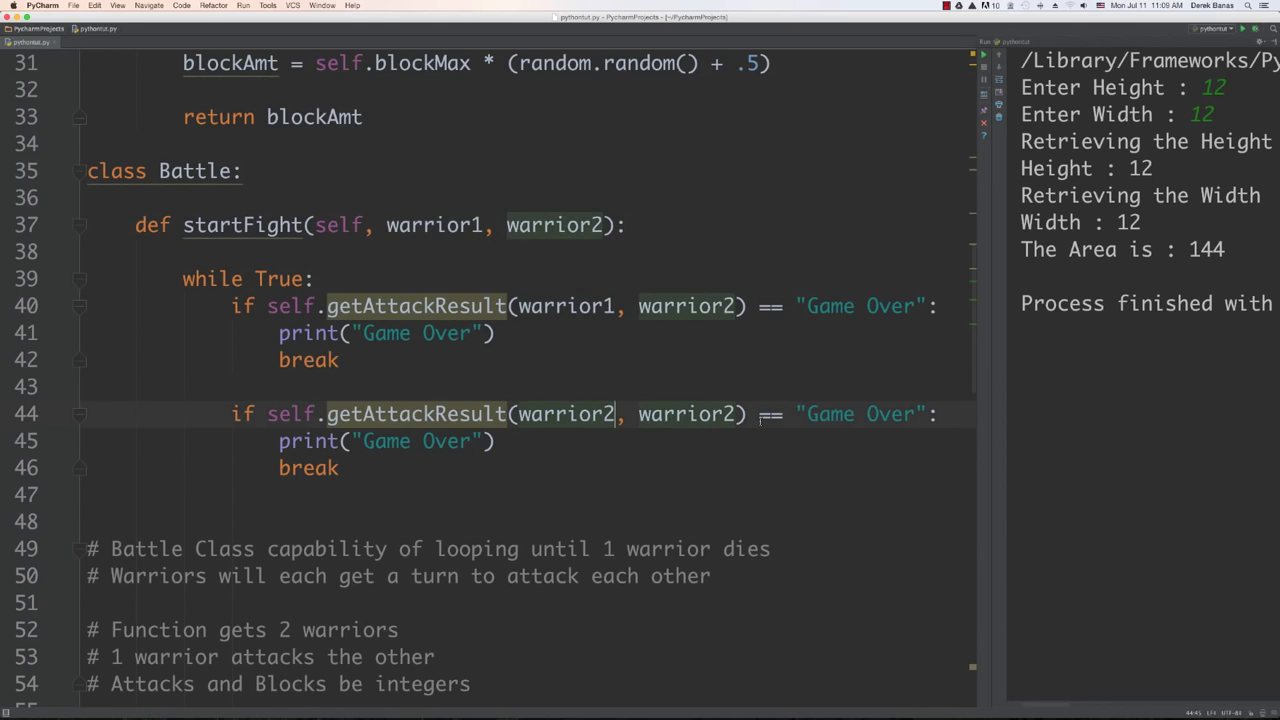 PyCharm File Edit View Navigate Code Refactor Run Tools VCS Window Help 10 Mon Jul 11 11:09 AM Derek Banas
pythontut.py - PycharmProjects - [~/PycharmProjects]
PycharmProjects pythontut.py pythontut
pythontut.py
Run: pythontut
31 blockAmt = self.blockMax * (random.random() + .5)
32
33 return blockAmt
34
35 class Battle:
36
37 def startFight(self, warrior1, warrior2):
38
39 while True:
40 if self.getAttackResult(warrior1, warrior2) == "Game Over":
41 print("Game Over")
42 break
43
44 if self.getAttackResult(warrior2, warrior2) == "Game Over":
45 print("Game Over")
46 break
47
48
49 # Battle Class capability of looping until 1 warrior dies
50 # Warriors will each get a turn to attack each other
51
52 # Function gets 2 warriors
53 # 1 warrior attacks the other
54 # Attacks and Blocks be integers
/Library/Frameworks/Py
Enter Height : 12
Enter Width : 12
Retrieving the Height
Height : 12
Retrieving the Width
Width : 12
The Area is : 144
Process finished with
44:45 LF÷ UTF-8÷